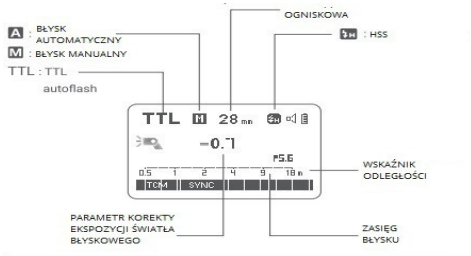 OGNISKOWA
A : BŁYSK
AUTOMATYCZNY
M : BŁYSK MANUALNY
TTL : TTL
autoflash
⚡H : HSS
TTL M 28 mm
-0.7
F5.6
0.5 1 2 4 9 18 m
TCM SYNC
WSKAŹNIK
ODLEGŁOŚCI
PARAMETR KOREKTY
EKSPOZYCJI ŚWIATŁA
BŁYSKOWEGO
ZASIĘG
BŁYSKU